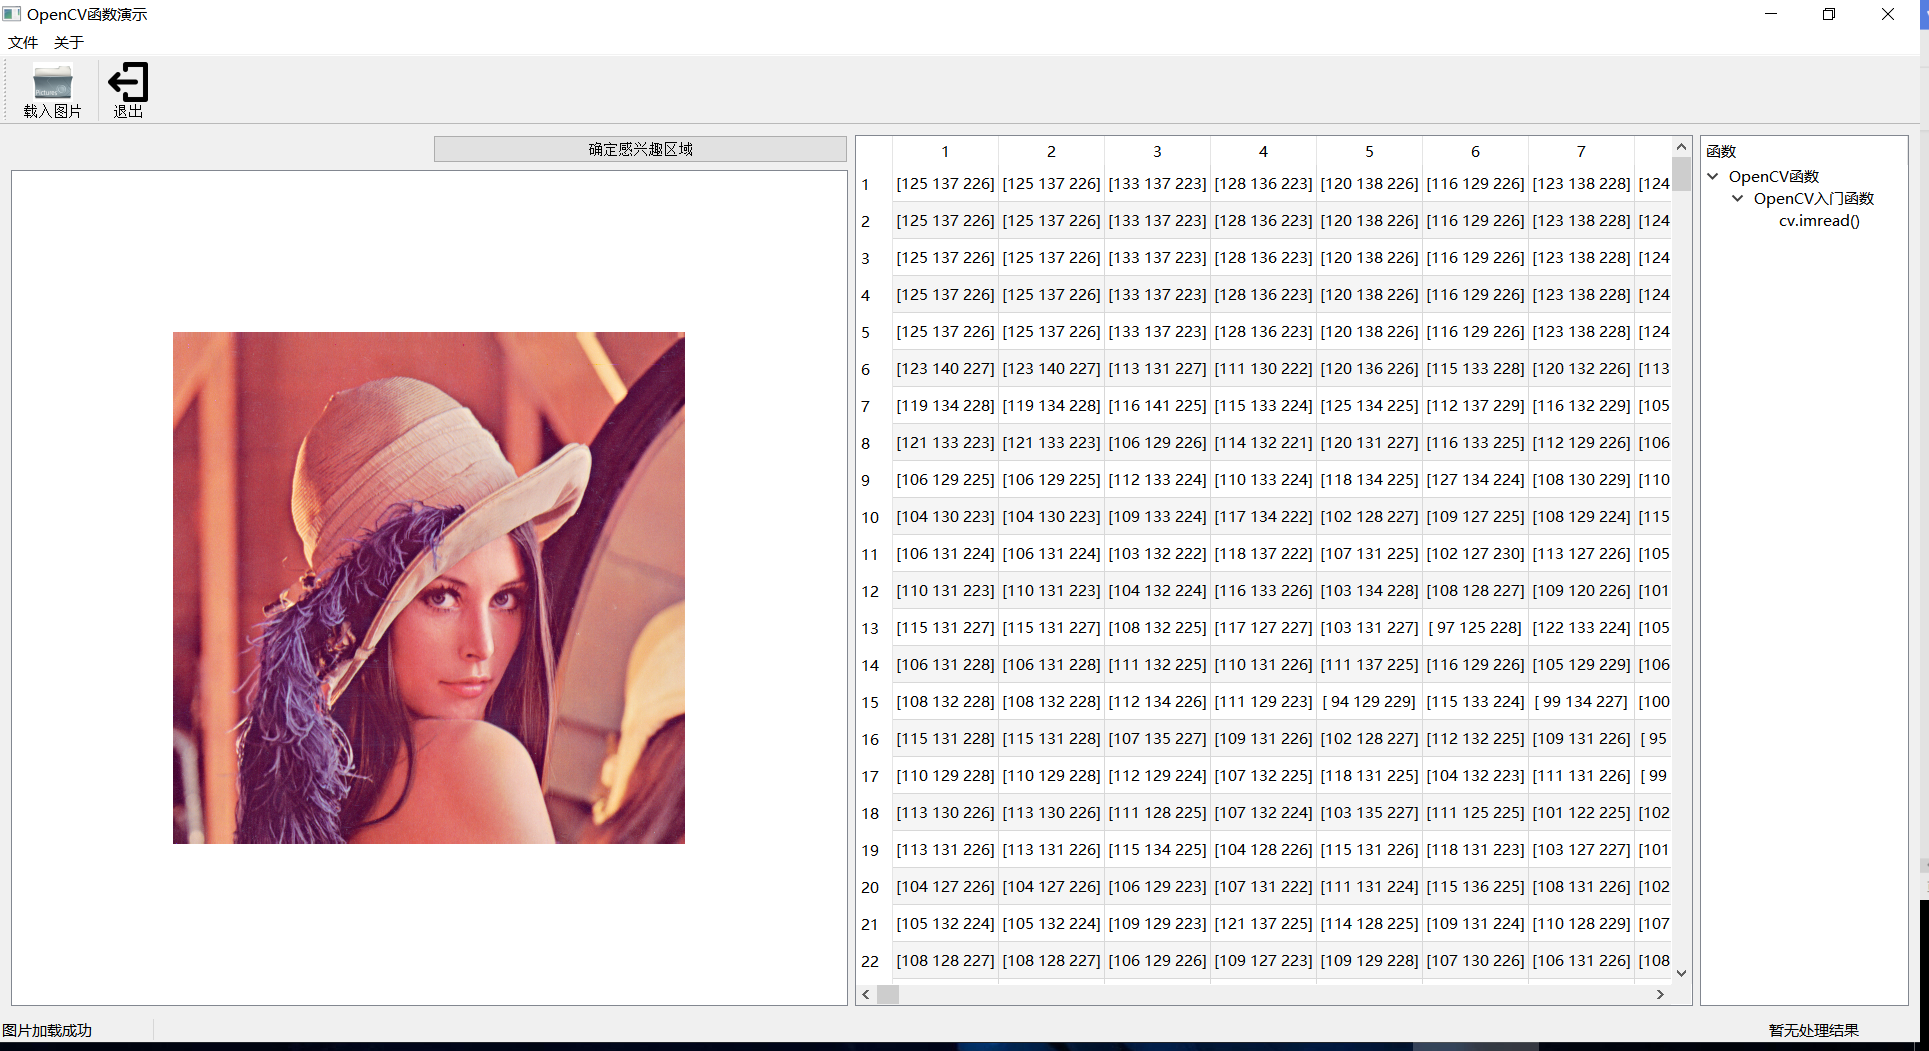 OpenCV函数演示
文件 关于
载入图片 退出
确定感兴趣区域
1 2 3 4 5 6 7
1 [125 137 226] [125 137 226] [133 137 223] [128 136 223] [120 138 226] [116 129 226] [123 138 228] [124
2 [125 137 226] [125 137 226] [133 137 223] [128 136 223] [120 138 226] [116 129 226] [123 138 228] [124
3 [125 137 226] [125 137 226] [133 137 223] [128 136 223] [120 138 226] [116 129 226] [123 138 228] [124
4 [125 137 226] [125 137 226] [133 137 223] [128 136 223] [120 138 226] [116 129 226] [123 138 228] [124
5 [125 137 226] [125 137 226] [133 137 223] [128 136 223] [120 138 226] [116 129 226] [123 138 228] [124
6 [123 140 227] [123 140 227] [113 131 227] [111 130 222] [120 136 226] [115 133 228] [120 132 226] [113
7 [119 134 228] [119 134 228] [116 141 225] [115 133 224] [125 134 225] [112 137 229] [116 132 229] [105
8 [121 133 223] [121 133 223] [106 129 226] [114 132 221] [120 131 227] [116 133 225] [112 129 226] [106
9 [106 129 225] [106 129 225] [112 133 224] [110 133 224] [118 134 225] [127 134 224] [108 130 229] [110
10 [104 130 223] [104 130 223] [109 133 224] [117 134 222] [102 128 227] [109 127 225] [108 129 224] [115
11 [106 131 224] [106 131 224] [103 132 222] [118 137 222] [107 131 225] [102 127 230] [113 127 226] [105
12 [110 131 223] [110 131 223] [104 132 224] [116 133 226] [103 134 228] [108 128 227] [109 120 226] [101
13 [115 131 227] [115 131 227] [108 132 225] [117 127 227] [103 131 227] [ 97 125 228] [122 133 224] [105
14 [106 131 228] [106 131 228] [111 132 225] [110 131 226] [111 137 225] [116 129 226] [105 129 229] [106
15 [108 132 228] [108 132 228] [112 134 226] [111 129 223] [ 94 129 229] [115 133 224] [ 99 134 227] [100
16 [115 131 228] [115 131 228] [107 135 227] [109 131 226] [102 128 227] [112 132 225] [109 131 226] [ 95
17 [110 129 228] [110 129 228] [112 129 224] [107 132 225] [118 131 225] [104 132 223] [111 131 226] [ 99
18 [113 130 226] [113 130 226] [111 128 225] [107 132 224] [103 135 227] [111 125 225] [101 122 225] [102
19 [113 131 226] [113 131 226] [115 134 225] [104 128 226] [115 131 226] [118 131 223] [103 127 227] [101
20 [104 127 226] [104 127 226] [106 129 223] [107 131 222] [111 131 224] [115 136 225] [108 131 226] [102
21 [105 132 224] [105 132 224] [109 129 223] [121 137 225] [114 128 225] [109 131 224] [110 128 229] [107
22 [108 128 227] [108 128 227] [106 129 226] [109 127 223] [109 129 228] [107 130 226] [106 131 226] [108
函数
OpenCV函数
OpenCV入门函数
cv.imread()
图片加载成功
暂无处理结果